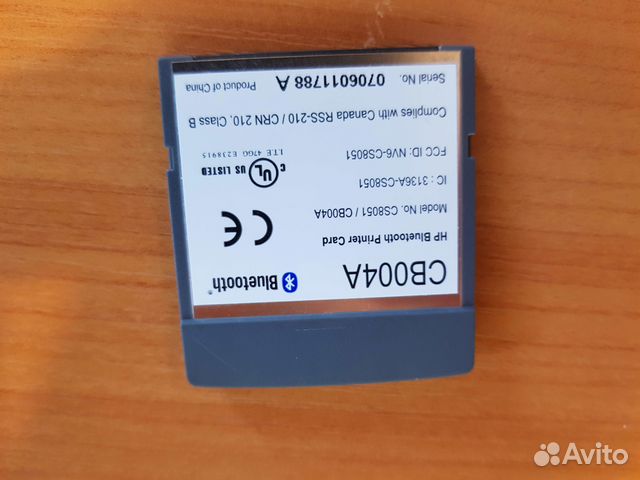 CB004A
Bluetooth®
HP Bluetooth Printer Card
Model No. CS8051 / CB004A
IC : 3136A-CS8051
FCC ID: NV6-CS8051
CE
C UL US LISTED
I.T.E. 47GG E238915
Complies with Canada RSS-210 / CRN 210, Class B
Serial No. 0706011788 A
Product of China
Avito